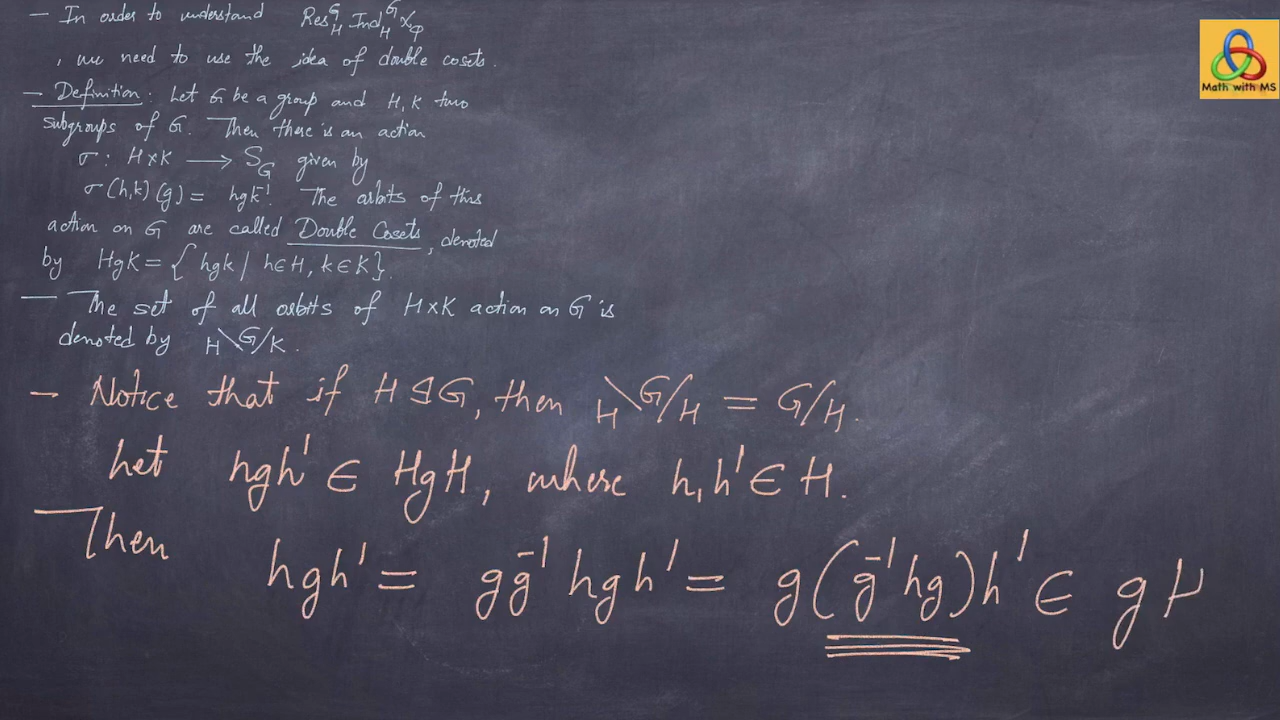 - In order to understand Res^G_H Ind^G_H χ_φ
, we need to use the idea of double cosets.
- Definition: Let G be a group and H, K two
subgroups of G. Then there is an action
σ: H×K → S_G given by
σ(h,k)(g) = hgk⁻¹. The orbits of this
action on G are called Double Cosets, denoted
by HgK = { hgk / h∈H, k∈K}.
- The set of all orbits of H×K action on G is
denoted by H\G/K.
- Notice that if H⊴G, then H\G/H = G/H.
Let hgh' ∈ HgH, where h, h' ∈ H.
Then
hgh' = gg⁻¹hgh' = g(g⁻¹hg)h' ∈ gH
Math with MS